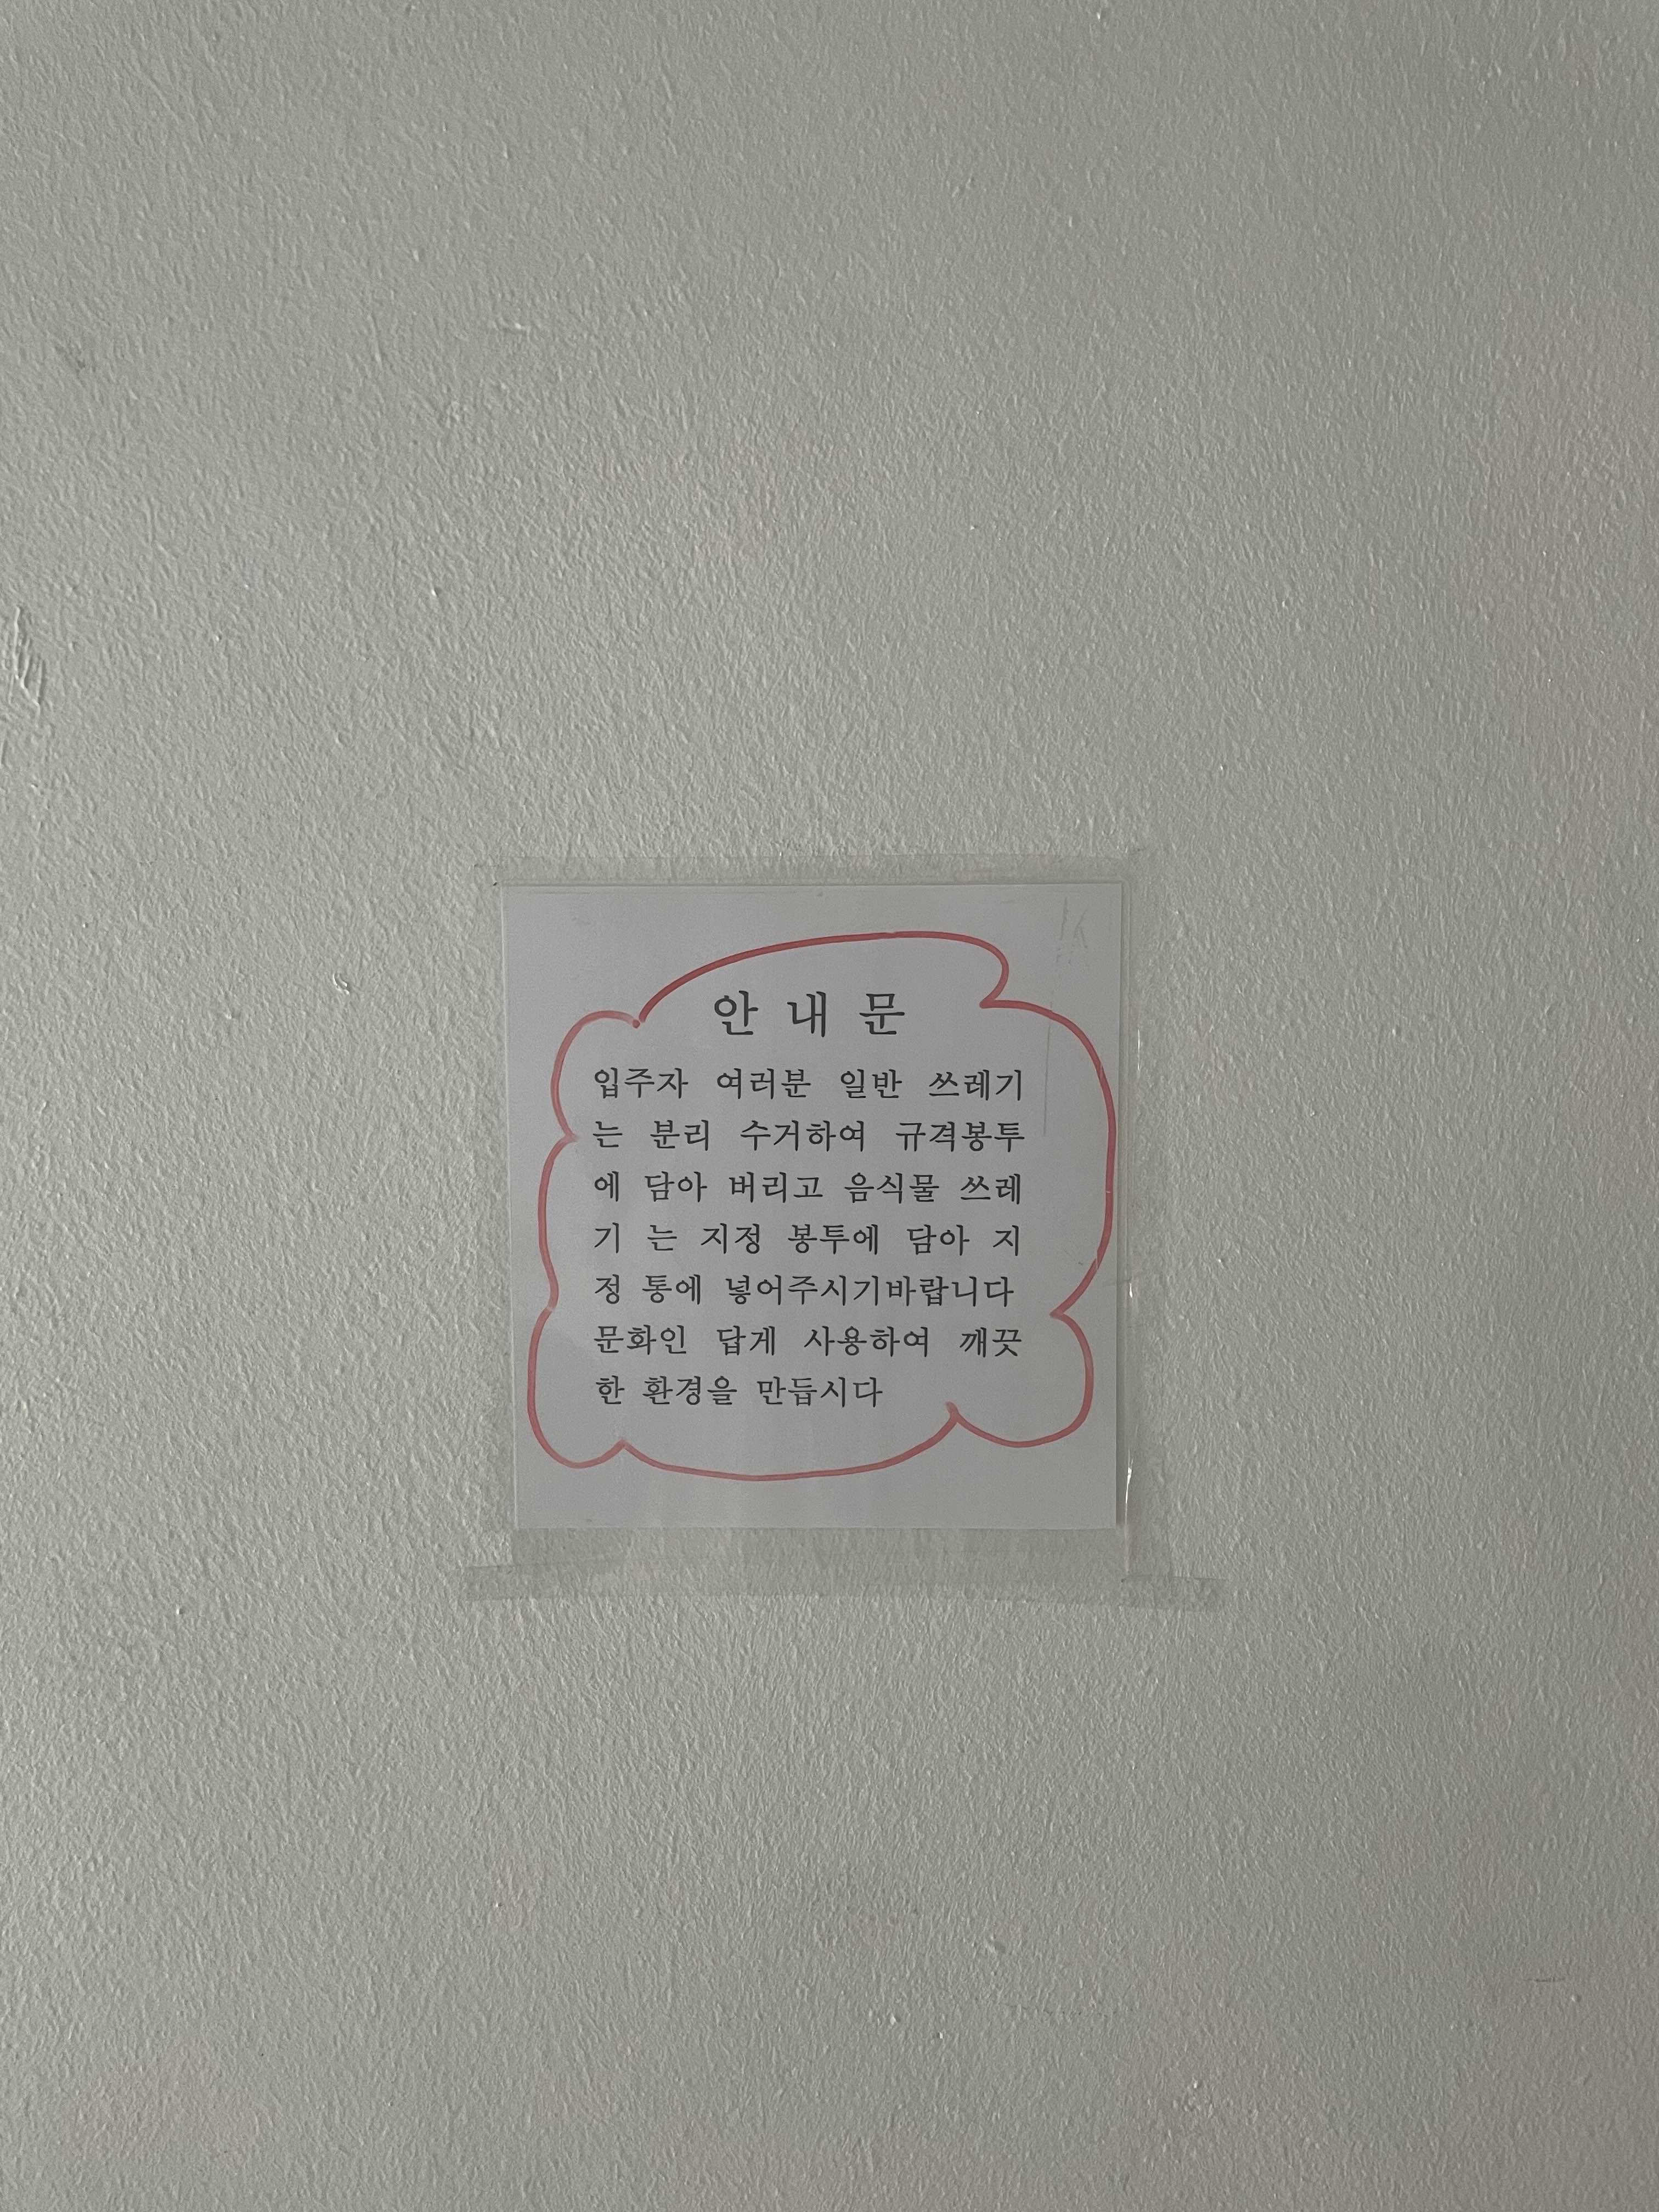 안 내 문
입주자 여러분 일반 쓰레기
는 분리 수거하여 규격봉투
에 담아 버리고 음식물 쓰레
기 는 지정 봉투에 담아 지
정 통에 넣어주시기바랍니다
문화인 답게 사용하여 깨끗
한 환경을 만듭시다